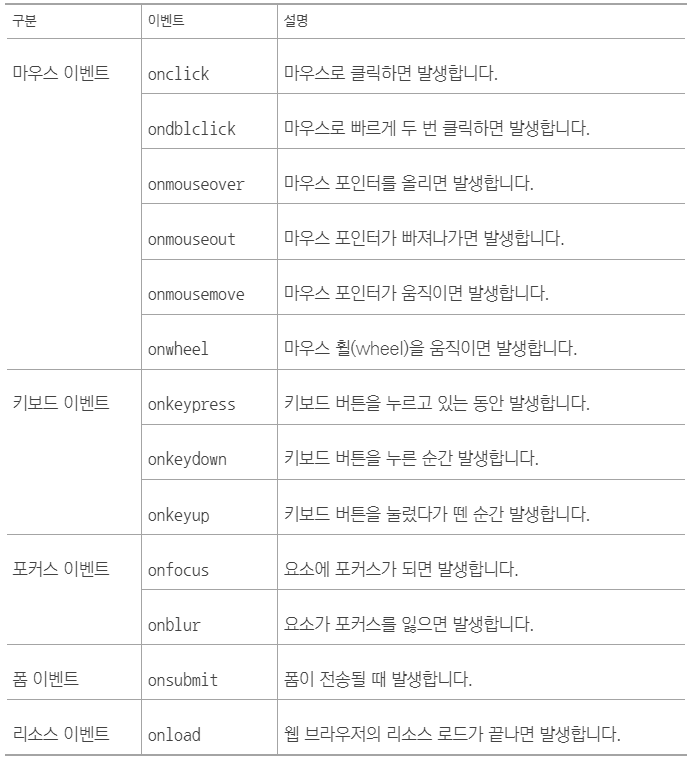 구분 이벤트 설명
마우스 이벤트 onclick 마우스로 클릭하면 발생합니다.
ondblclick 마우스로 빠르게 두 번 클릭하면 발생합니다.
onmouseover 마우스 포인터를 올리면 발생합니다.
onmouseout 마우스 포인터가 빠져나가면 발생합니다.
onmousemove 마우스 포인터가 움직이면 발생합니다.
onwheel 마우스 휠(wheel)을 움직이면 발생합니다.
키보드 이벤트 onkeypress 키보드 버튼을 누르고 있는 동안 발생합니다.
onkeydown 키보드 버튼을 누른 순간 발생합니다.
onkeyup 키보드 버튼을 눌렀다가 뗀 순간 발생합니다.
포커스 이벤트 onfocus 요소에 포커스가 되면 발생합니다.
onblur 요소가 포커스를 잃으면 발생합니다.
폼 이벤트 onsubmit 폼이 전송될 때 발생합니다.
리소스 이벤트 onload 웹 브라우저의 리소스 로드가 끝나면 발생합니다.